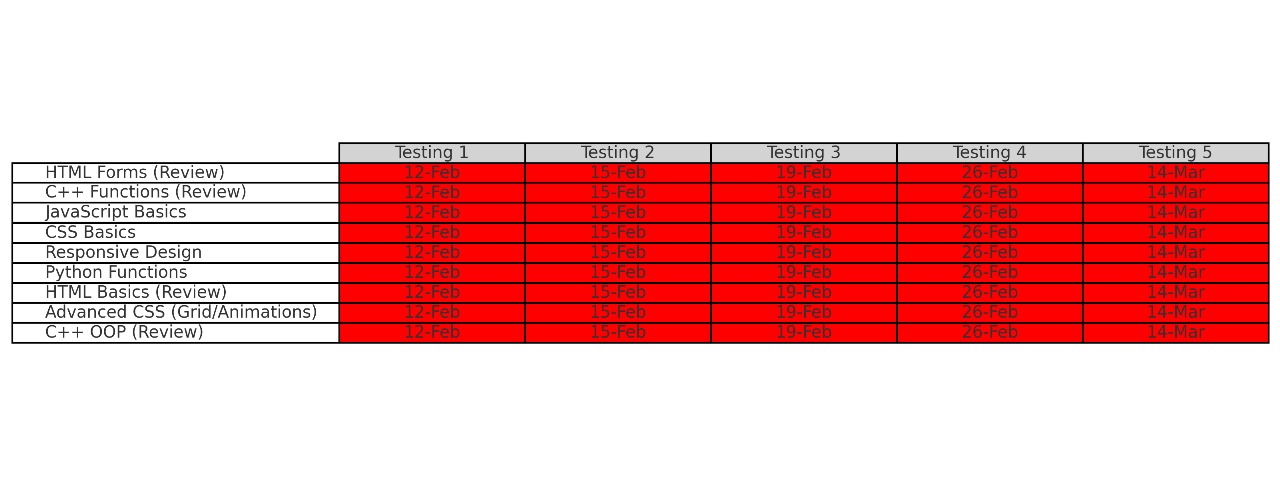 Testing 1 Testing 2 Testing 3 Testing 4 Testing 5
HTML Forms (Review) 12-Feb 15-Feb 19-Feb 26-Feb 14-Mar
C++ Functions (Review) 12-Feb 15-Feb 19-Feb 26-Feb 14-Mar
JavaScript Basics 12-Feb 15-Feb 19-Feb 26-Feb 14-Mar
CSS Basics 12-Feb 15-Feb 19-Feb 26-Feb 14-Mar
Responsive Design 12-Feb 15-Feb 19-Feb 26-Feb 14-Mar
Python Functions 12-Feb 15-Feb 19-Feb 26-Feb 14-Mar
HTML Basics (Review) 12-Feb 15-Feb 19-Feb 26-Feb 14-Mar
Advanced CSS (Grid/Animations) 12-Feb 15-Feb 19-Feb 26-Feb 14-Mar
C++ OOP (Review) 12-Feb 15-Feb 19-Feb 26-Feb 14-Mar